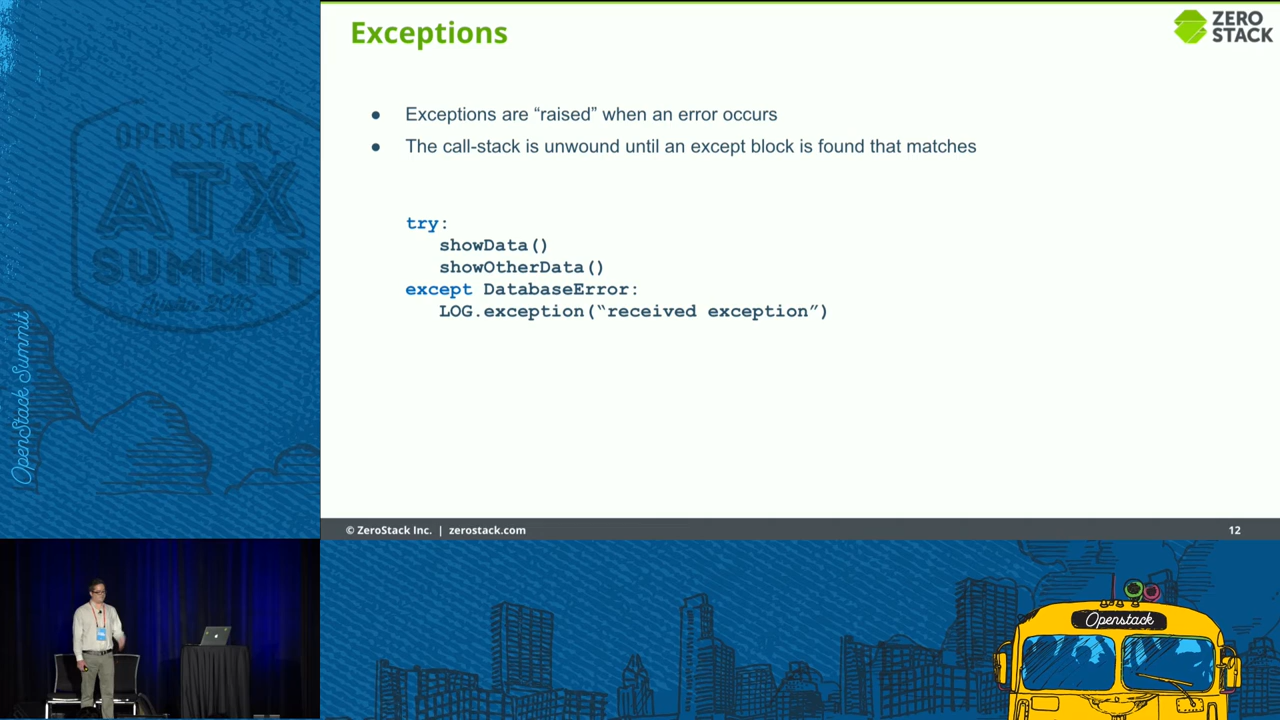 Exceptions
ZERO
STACK
● Exceptions are “raised” when an error occurs
● The call-stack is unwound until an except block is found that matches
try:
showData()
showOtherData()
except DatabaseError:
LOG.exception(“received exception”)
© ZeroStack Inc. | zerostack.com
12
OPENSTACK
ATX
SUMMIT
OpenStack Summit
Openstack